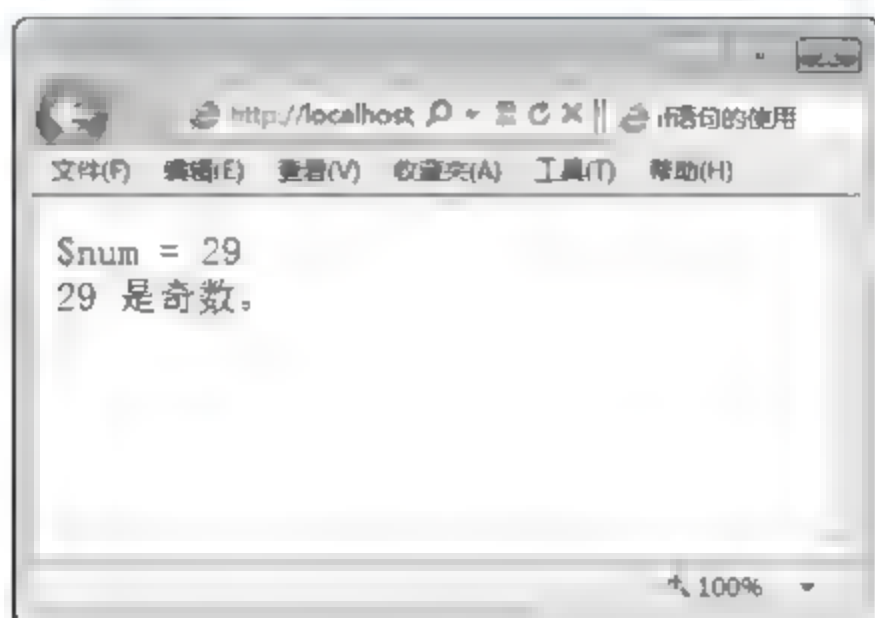 http://localhost if语句的使用
文件(F) 编辑(E) 查看(V) 收藏夹(A) 工具(T) 帮助(H)
$num = 29
29 是奇数。
100%